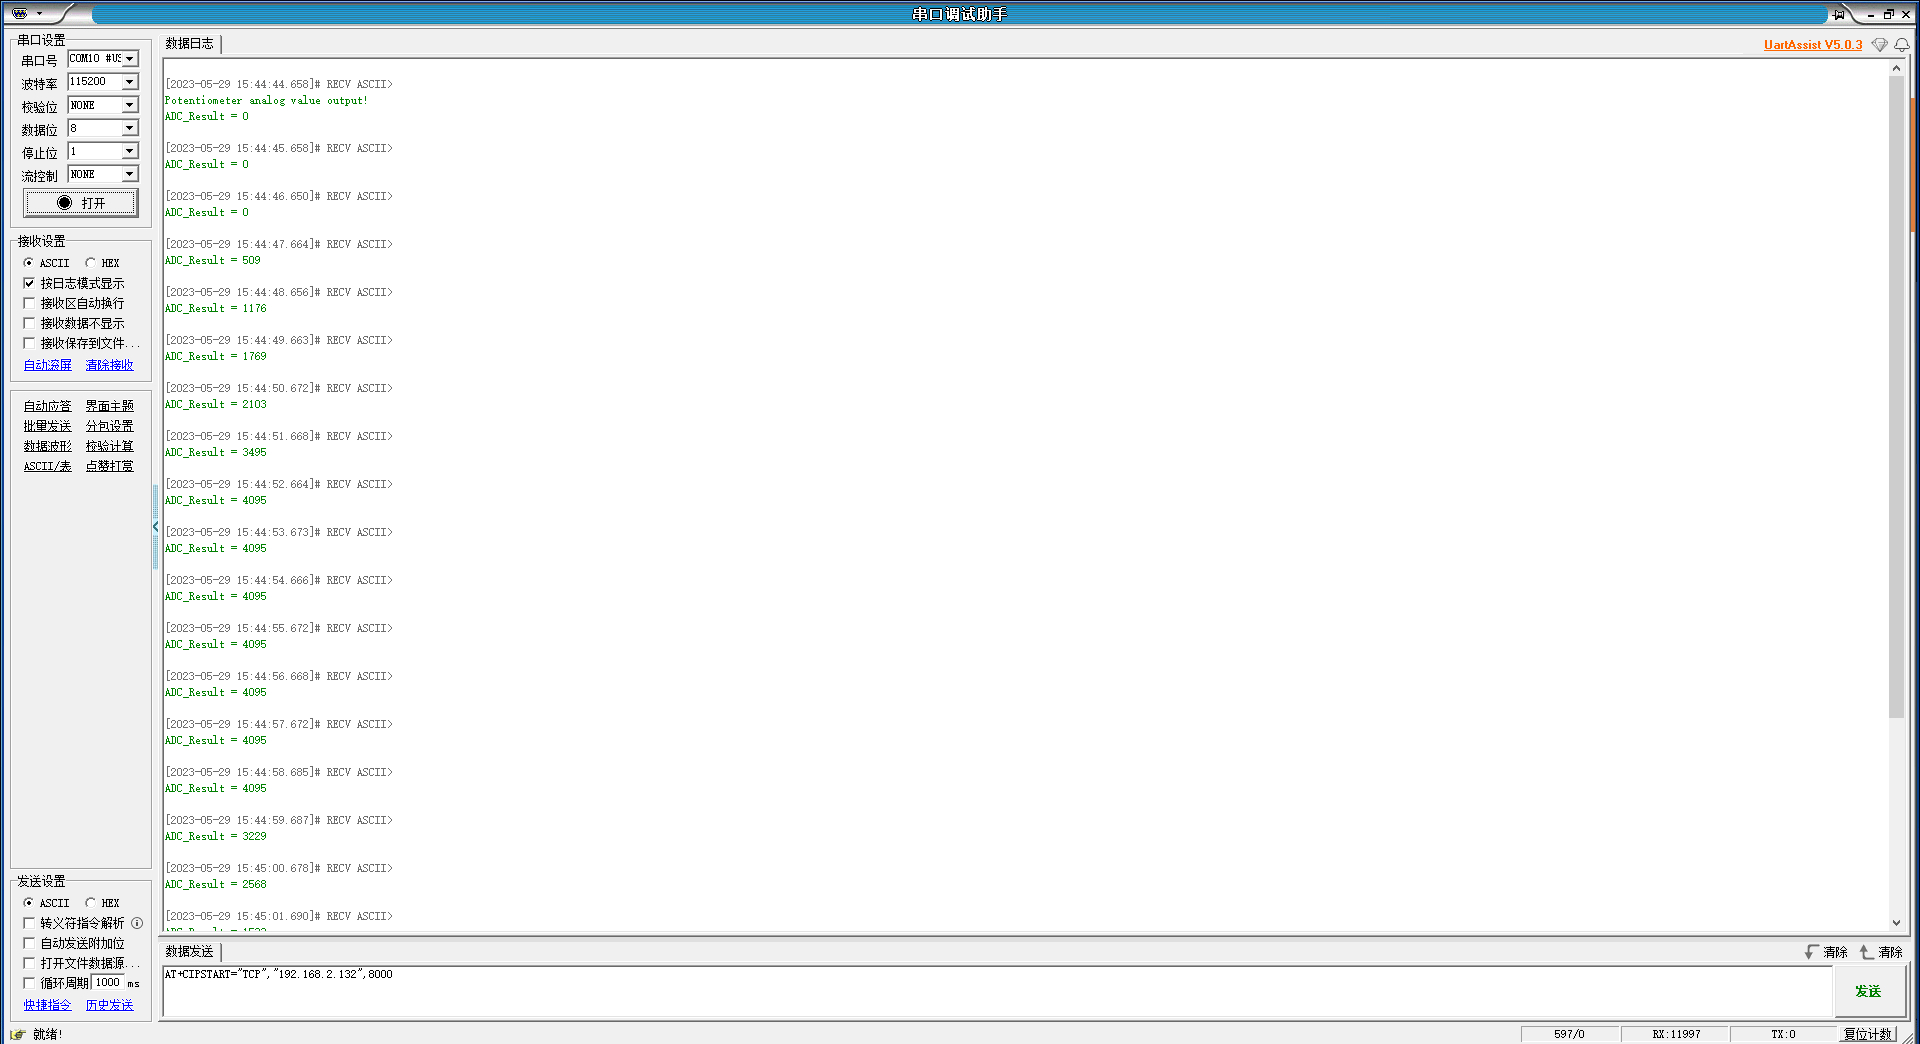 串口调试助手
串口设置
串口号 COM10 #US
波特率 115200
校验位 NONE
数据位 8
停止位 1
流控制 NONE
打开
接收设置
ASCII HEX
按日志模式显示
接收区自动换行
接收数据不显示
接收保存到文件...
自动滚屏 清除接收
自动应答 界面主题
批量发送 分包设置
数据波形 校验计算
ASCII/表 点赞打赏
发送设置
ASCII HEX
转义符指令解析
自动发送附加位
打开文件数据源...
循环周期 1000 ms
快捷指令 历史发送
数据日志
UartAssist V5.0.3
[2023-05-29 15:44:44.658]# RECV ASCII>
Potentiometer analog value output!
ADC_Result = 0
[2023-05-29 15:44:45.658]# RECV ASCII>
ADC_Result = 0
[2023-05-29 15:44:46.650]# RECV ASCII>
ADC_Result = 0
[2023-05-29 15:44:47.664]# RECV ASCII>
ADC_Result = 509
[2023-05-29 15:44:48.656]# RECV ASCII>
ADC_Result = 1176
[2023-05-29 15:44:49.663]# RECV ASCII>
ADC_Result = 1769
[2023-05-29 15:44:50.672]# RECV ASCII>
ADC_Result = 2103
[2023-05-29 15:44:51.668]# RECV ASCII>
ADC_Result = 3495
[2023-05-29 15:44:52.664]# RECV ASCII>
ADC_Result = 4095
[2023-05-29 15:44:53.673]# RECV ASCII>
ADC_Result = 4095
[2023-05-29 15:44:54.666]# RECV ASCII>
ADC_Result = 4095
[2023-05-29 15:44:55.672]# RECV ASCII>
ADC_Result = 4095
[2023-05-29 15:44:56.668]# RECV ASCII>
ADC_Result = 4095
[2023-05-29 15:44:57.672]# RECV ASCII>
ADC_Result = 4095
[2023-05-29 15:44:58.685]# RECV ASCII>
ADC_Result = 4095
[2023-05-29 15:44:59.687]# RECV ASCII>
ADC_Result = 3229
[2023-05-29 15:45:00.678]# RECV ASCII>
ADC_Result = 2568
[2023-05-29 15:45:01.690]# RECV ASCII>
数据发送
清除 清除
AT+CIPSTART="TCP","192.168.2.132",8000
发送
就绪!
597/0
RX:11997
TX:0
复位计数